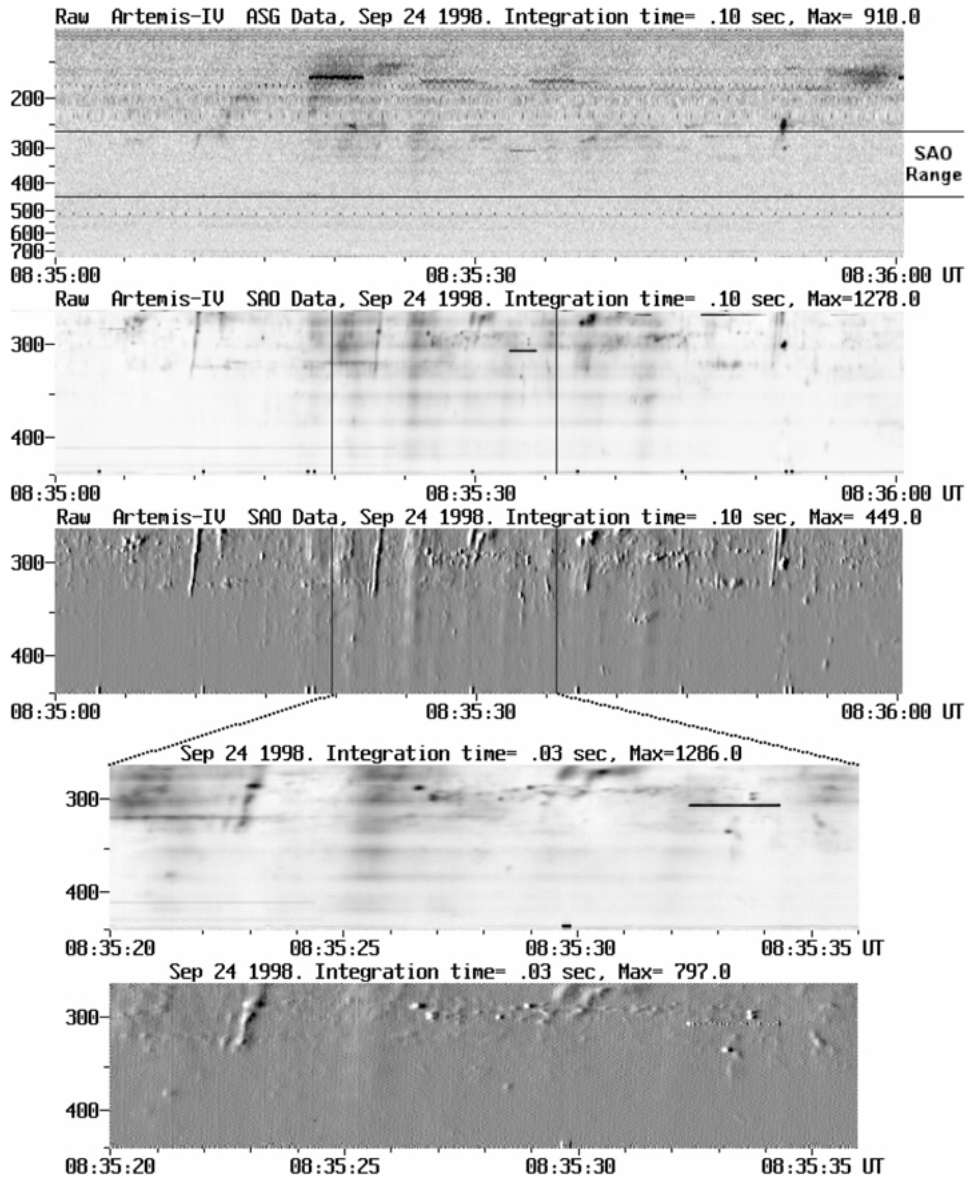 Raw Artemis-IV ASG Data, Sep 24 1998. Integration time= .10 sec, Max= 910.0
200
300
400
500
600
700
SAO
Range
08:35:00 08:35:30 08:36:00 UT
Raw Artemis-IV SAO Data, Sep 24 1998. Integration time= .10 sec, Max=1278.0
300
400
08:35:00 08:35:30 08:36:00 UT
Raw Artemis-IV SAO Data, Sep 24 1998. Integration time= .10 sec, Max= 449.0
300
400
08:35:00 08:35:30 08:36:00 UT
Sep 24 1998. Integration time= .03 sec, Max=1286.0
300
400
08:35:20 08:35:25 08:35:30 08:35:35 UT
Sep 24 1998. Integration time= .03 sec, Max= 797.0
300
400
08:35:20 08:35:25 08:35:30 08:35:35 UT